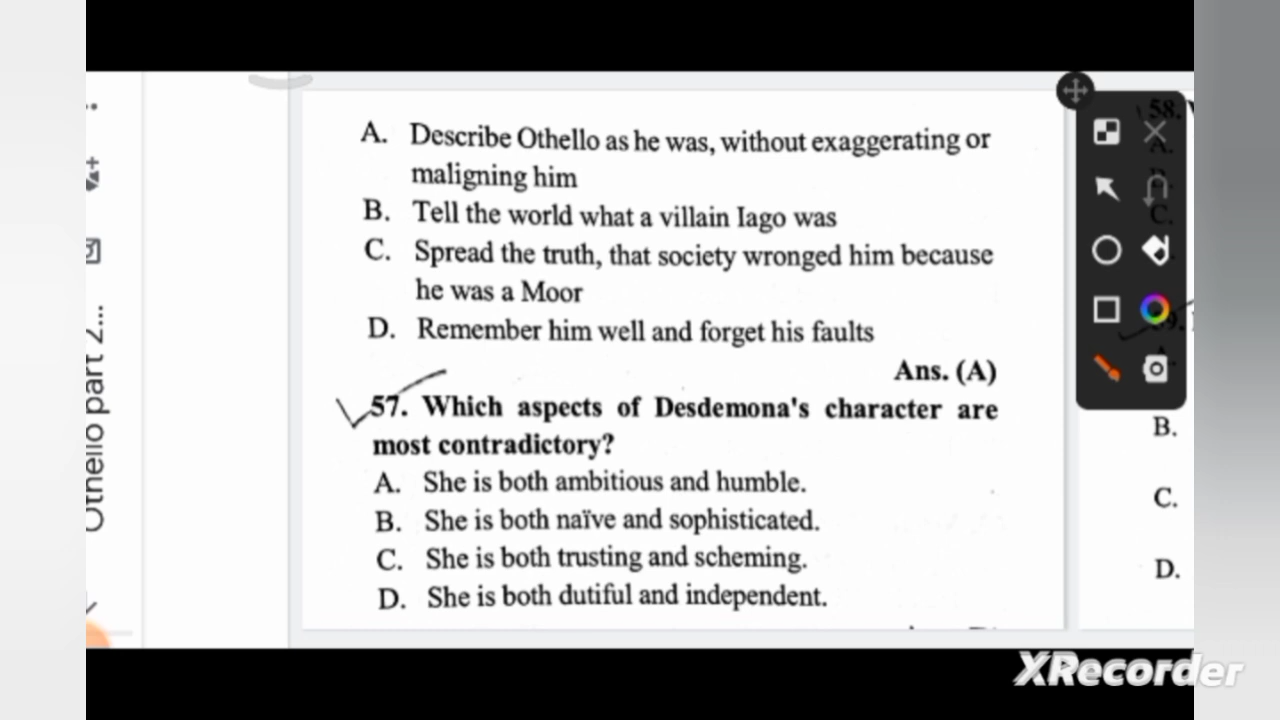 A. Describe Othello as he was, without exaggerating or
maligning him
B. Tell the world what a villain Iago was
C. Spread the truth, that society wronged him because
he was a Moor
D. Remember him well and forget his faults
Ans. (A)
57. Which aspects of Desdemona's character are
most contradictory?
A. She is both ambitious and humble.
B. She is both naïve and sophisticated.
C. She is both trusting and scheming.
D. She is both dutiful and independent.
Othello part 2...
58.
A.
C.
A.
B.
C.
D.
XRecorder